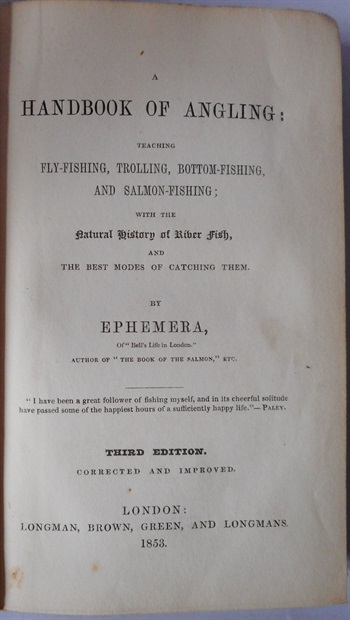 A
HANDBOOK OF ANGLING:
TEACHING
FLY-FISHING, TROLLING, BOTTOM-FISHING,
AND SALMON-FISHING;
WITH THE
Natural History of River Fish,
AND
THE BEST MODES OF CATCHING THEM.
BY
EPHEMERA,
Of "Bell's Life in London."
AUTHOR OF "THE BOOK OF THE SALMON," ETC.
"I have been a great follower of fishing myself, and in its cheerful solitude
have passed some of the happiest hours of a sufficiently happy life."—PALEY.
THIRD EDITION.
CORRECTED AND IMPROVED.
LONDON:
LONGMAN, BROWN, GREEN, AND LONGMANS.
1853.